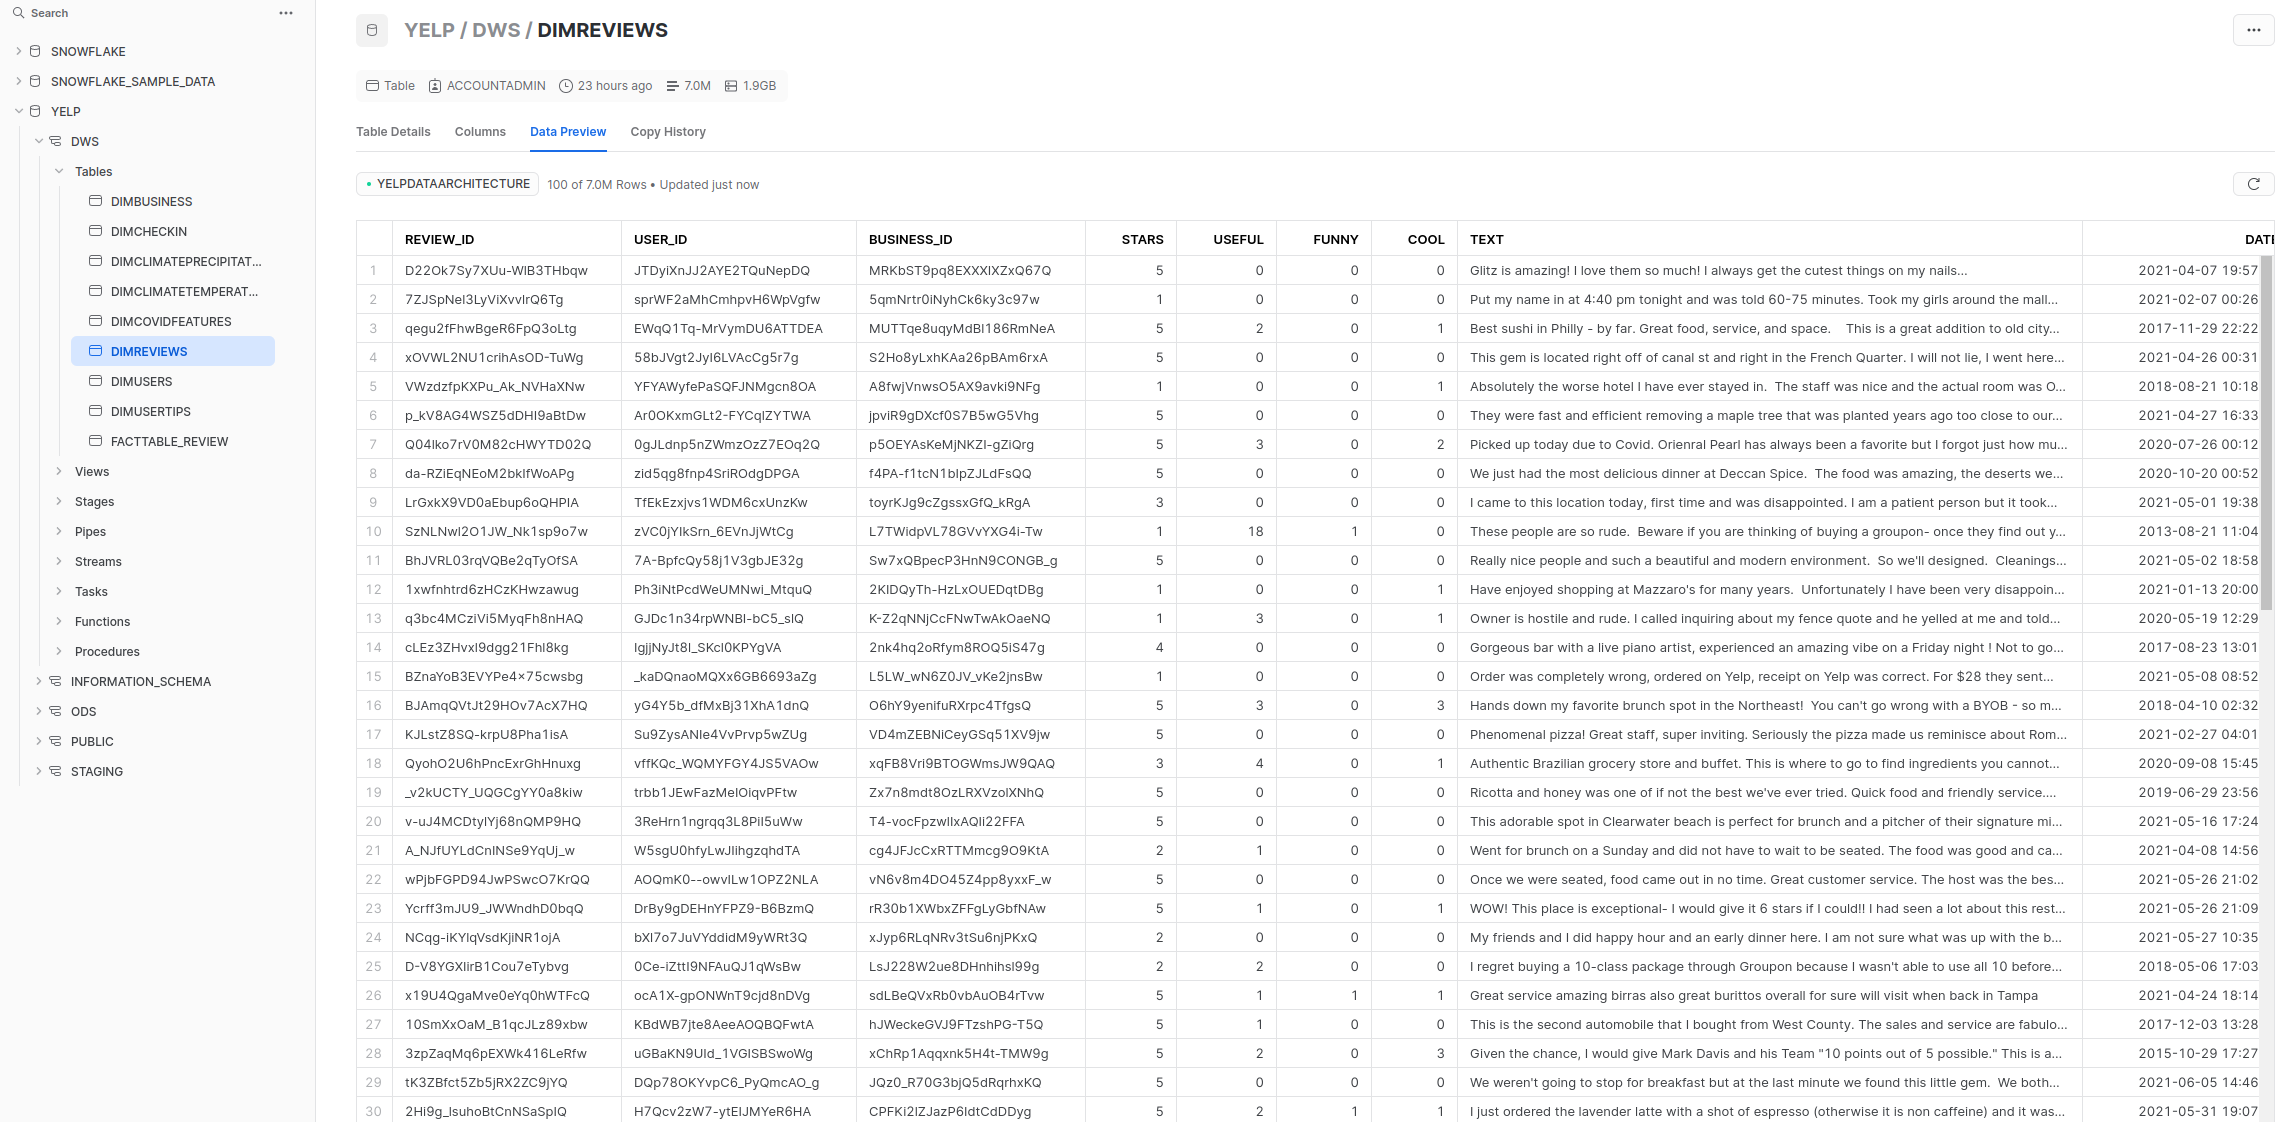 Search
SNOWFLAKE
SNOWFLAKE_SAMPLE_DATA
YELP
DWS
Tables
DIMBUSINESS
DIMCHECKIN
DIMCLIMATEPRECIPITAT...
DIMCLIMATETEMPERAT...
DIMCOVIDFEATURES
DIMREVIEWS
DIMUSERS
DIMUSERTIPS
FACTTABLE_REVIEW
Views
Stages
Pipes
Streams
Tasks
Functions
Procedures
INFORMATION_SCHEMA
ODS
PUBLIC
STAGING
YELP / DWS / DIMREVIEWS
Table ACCOUNTADMIN 23 hours ago 7.0M 1.9GB
Table Details Columns Data Preview Copy History
YELPDATAARCHITECTURE 100 of 7.0M Rows • Updated just now
REVIEW_ID USER_ID BUSINESS_ID STARS USEFUL FUNNY COOL TEXT DATE
1 D22Ok7Sy7XUu-WIB3THbqw JTDyiXnJJ2AYE2TQuNepDQ MRKbST9pq8EXXXIXZxQ67Q 5 0 0 0 Glitz is amazing! I love them so much! I always get the cutest things on my nails... 2021-04-07 19:57
2 7ZJSpNeI3LyViXvvIrQ6Tg sprWF2aMhCmhpvH6WpVgfw 5qmNrtr0iNyhCk6ky3c97w 1 0 0 0 Put my name in at 4:40 pm tonight and was told 60-75 minutes. Took my girls around the mall... 2021-02-07 00:26
3 qegu2fFhwBgeR6FpQ3oLtg EWqQ1Tq-MrVymDU6ATTDEA MUTTqe8uqyMdBI186RmNeA 5 2 0 1 Best sushi in Philly - by far. Great food, service, and space. This is a great addition to old city... 2017-11-29 22:22
4 xOVWL2NU1crihAsOD-TuWg 58bJVgt2JyI6LVAcCg5r7g S2Ho8yLxhKAa26pBAm6rxA 5 0 0 0 This gem is located right off of canal st and right in the French Quarter. I will not lie, I went here... 2021-04-26 00:31
5 VWzdzfpKXPu_Ak_NVHaXNw YFYAWyfePaSQFJNMgcn8OA A8fwjVnwsO5AX9avki9NFg 1 0 0 1 Absolutely the worse hotel I have ever stayed in. The staff was nice and the actual room was O... 2018-08-21 10:18
6 p_kV8AG4WSZ5dDHI9aBtDw Ar0OKxmGLt2-FYCqIZYTWA jpviR9gDXcf0S7B5wG5Vhg 5 0 0 0 They were fast and efficient removing a maple tree that was planted years ago too close to our... 2021-04-27 16:33
7 Q04Iko7rV0M82cHWYTD02Q 0gJLdnp5nZWmzOzZ7EOq2Q p5OEYAsKeMjNKZI-gZiQrg 5 3 0 2 Picked up today due to Covid. Orienral Pearl has always been a favorite but I forgot just how mu... 2020-07-26 00:12
8 da-RZiEqNEoM2bkIfWoAPg zid5qg8fnp4SriROdgDPGA f4PA-f1tcN1bIpZJLdFsQQ 5 0 0 0 We just had the most delicious dinner at Deccan Spice. The food was amazing, the deserts we... 2020-10-20 00:52
9 LrGxkX9VD0aEbup6oQHPIA TfEkEzxjvs1WDM6cxUnzKw toyrKJg9cZgssxGfQ_kRgA 3 0 0 0 I came to this location today, first time and was disappointed. I am a patient person but it took... 2021-05-01 19:38
10 SzNLNwI2O1JW_Nk1sp9o7w zVC0jYIkSrn_6EVnJjWtCg L7TWidpVL78GVvYXG4i-Tw 1 18 1 0 These people are so rude. Beware if you are thinking of buying a groupon- once they find out y... 2013-08-21 11:04
11 BhJVRL03rqVQBe2qTyOfSA 7A-BpfcQy58j1V3gbJE32g Sw7xQBpecP3HnN9CONGB_g 5 0 0 0 Really nice people and such a beautiful and modern environment. So we'll designed. Cleanings... 2021-05-02 18:58
12 1xwfnhtrd6zHCzKHwzawug Ph3iNtPcdWeUMNwi_MtquQ 2KIDQyTh-HzLxOUEDqtDBg 1 0 0 1 Have enjoyed shopping at Mazzaro's for many years. Unfortunately I have been very disappoin... 2021-01-13 20:00
13 q3bc4MCziVi5MyqFh8nHAQ GJDc1n34rpWNBI-bC5_sIQ K-Z2qNNjCcFNwTwAkOaeNQ 1 3 0 1 Owner is hostile and rude. I called inquiring about my fence quote and he yelled at me and told... 2020-05-19 12:29
14 cLEz3ZHvxI9dgg21FhI8kg IgjjNyJt8I_SKcI0KPYgVA 2nk4hq2oRfym8ROQ5iS47g 4 0 0 0 Gorgeous bar with a live piano artist, experienced an amazing vibe on a Friday night ! Not to go... 2017-08-23 13:01
15 BZnaYoB3EVYPe4x75cwsbg _kaDQnaoMQXx6GB6693aZg L5LW_wN6Z0JV_vKe2jnsBw 1 0 0 0 Order was completely wrong, ordered on Yelp, receipt on Yelp was correct. For $28 they sent... 2021-05-08 08:52
16 BJAmqQVtJt29HOv7AcX7HQ yG4Y5b_dfMxBj31XhA1dnQ O6hY9yenifuRXrpc4TfgsQ 5 3 0 3 Hands down my favorite brunch spot in the Northeast! You can't go wrong with a BYOB - so m... 2018-04-10 02:32
17 KJLstZ8SQ-krpU8Pha1isA Su9ZysANIe4VvPrvp5wZUg VD4mZEBNiCeyGSq51XV9jw 5 0 0 0 Phenomenal pizza! Great staff, super inviting. Seriously the pizza made us reminisce about Rom... 2021-02-27 04:01
18 QyohO2U6hPncExrGhHnuxg vffKQc_WQMYFGY4JS5VAOw xqFB8Vri9BTOGWmsJW9QAQ 3 4 0 1 Authentic Brazilian grocery store and buffet. This is where to go to find ingredients you cannot... 2020-09-08 15:45
19 _v2kUCTY_UQGCgYY0a8kiw trbb1JEwFazMeIOiqvPFtw Zx7n8mdt8OzLRXVzolXNhQ 5 0 0 0 Ricotta and honey was one of if not the best we've ever tried. Quick food and friendly service.... 2019-06-29 23:56
20 v-uJ4MCDtyIYj68nQMP9HQ 3ReHrn1ngrqq3L8PiI5uWw T4-vocFpzwIIxAQIi22FFA 5 0 0 0 This adorable spot in Clearwater beach is perfect for brunch and a pitcher of their signature mi... 2021-05-16 17:24
21 A_NJfUYLdCnINSe9YqUj_w W5sgU0hfyLwJIihgzqhdTA cg4JFJcCxRTTMmcg9O9KtA 2 1 0 0 Went for brunch on a Sunday and did not have to wait to be seated. The food was good and ca... 2021-04-08 14:56
22 wPjbFGPD94JwPSwcO7KrQQ AOQmK0--owvILw1OPZ2NLA vN6v8m4DO45Z4pp8yxxF_w 5 0 0 0 Once we were seated, food came out in no time. Great customer service. The host was the bes... 2021-05-26 21:02
23 Ycrff3mJU9_JWWndhD0bqQ DrBy9gDEHnYFPZ9-B6BzmQ rR30b1XWbxZFFgLyGbfNAw 5 1 0 1 WOW! This place is exceptional- I would give it 6 stars if I could!! I had seen a lot about this rest... 2021-05-26 21:09
24 NCqg-iKYIqVsdKjiNR1ojA bXI7o7JuVYddidM9yWRt3Q xJyp6RLqNRv3tSu6njPKxQ 2 0 0 0 My friends and I did happy hour and an early dinner here. I am not sure what was up with the b... 2021-05-27 10:35
25 D-V8YGXIirB1Cou7eTybvg 0Ce-iZttI9NFAuQJ1qWsBw LsJ228W2ue8DHnhihsI99g 2 2 0 0 I regret buying a 10-class package through Groupon because I wasn't able to use all 10 before... 2018-05-06 17:03
26 x19U4QgaMve0eYq0hWTFcQ ocA1X-gpONWnT9cjd8nDVg sdLBeQVxRb0vbAuOB4rTvw 5 1 1 1 Great service amazing birras also great burittos overall for sure will visit when back in Tampa 2021-04-24 18:14
27 10SmXxOaM_B1qcJLz89xbw KBdWB7jte8AeeAOQBQFwtA hJWeckeGVJ9FTzshPG-T5Q 5 1 0 0 This is the second automobile that I bought from West County. The sales and service are fabulo... 2017-12-03 13:28
28 3zpZaqMq6pEXWk416LeRfw uGBaKN9UId_1VGISBSwoWg xChRp1Aqqxnk5H4t-TMW9g 5 2 0 3 Given the chance, I would give Mark Davis and his Team "10 points out of 5 possible." This is a... 2015-10-29 17:27
29 tK3ZBfct5Zb5jRX2ZC9jYQ DQp78OKYvpC6_PyQmcAO_g JQz0_R70G3bjQ5dRqrhxKQ 5 0 0 0 We weren't going to stop for breakfast but at the last minute we found this little gem. We both... 2021-06-05 14:46
30 2Hi9g_IsuhoBtCnNSaSpIQ H7Qcv2zW7-ytEIJMYeR6HA CPFKi2IZJazP6IdtCdDDyg 5 2 1 1 I just ordered the lavender latte with a shot of espresso (otherwise it is non caffeine) and it was... 2021-05-31 19:07